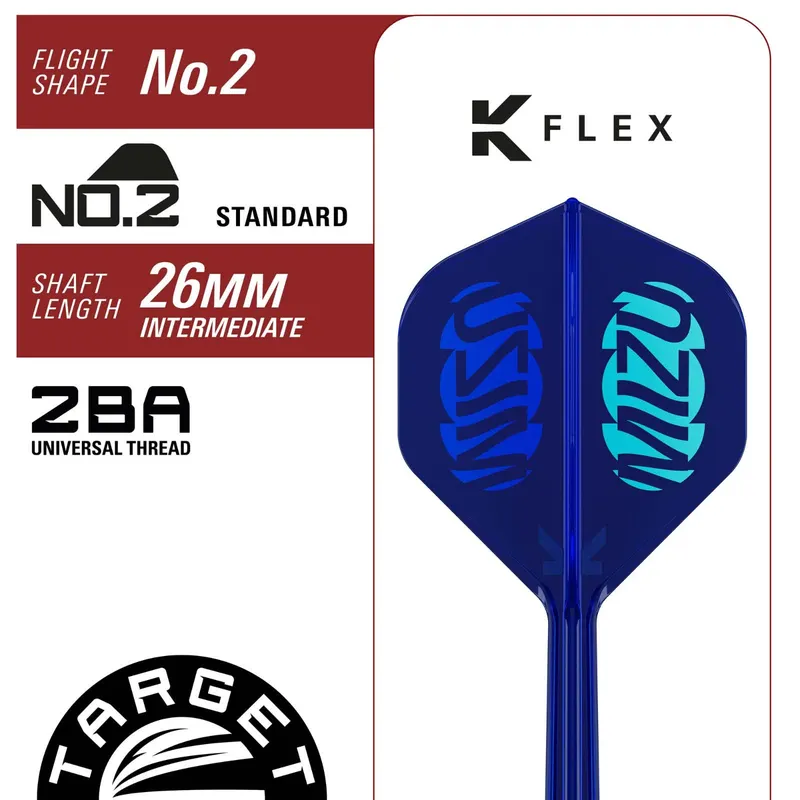 FLIGHT
SHAPE
No.2
NO.2
STANDARD
SHAFT
LENGTH
26MM
INTERMEDIATE
2BA
UNIVERSAL THREAD
TARGET
K FLEX
MIZU
MIZU
K